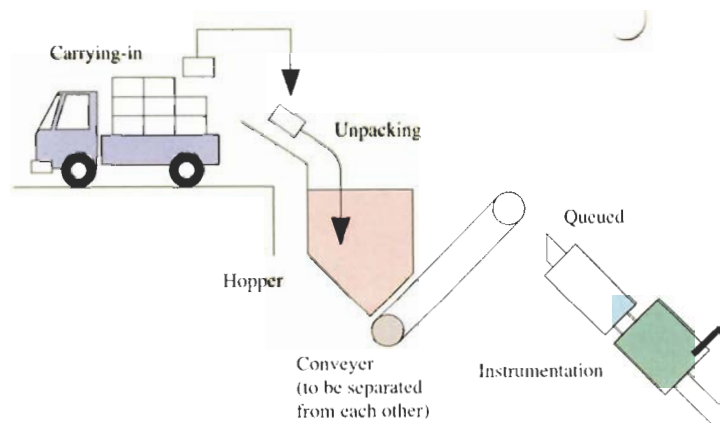 Carrying-in
Unpacking
Queued
Hopper
Instrumentation
Conveyer
(to be separated
from each other)